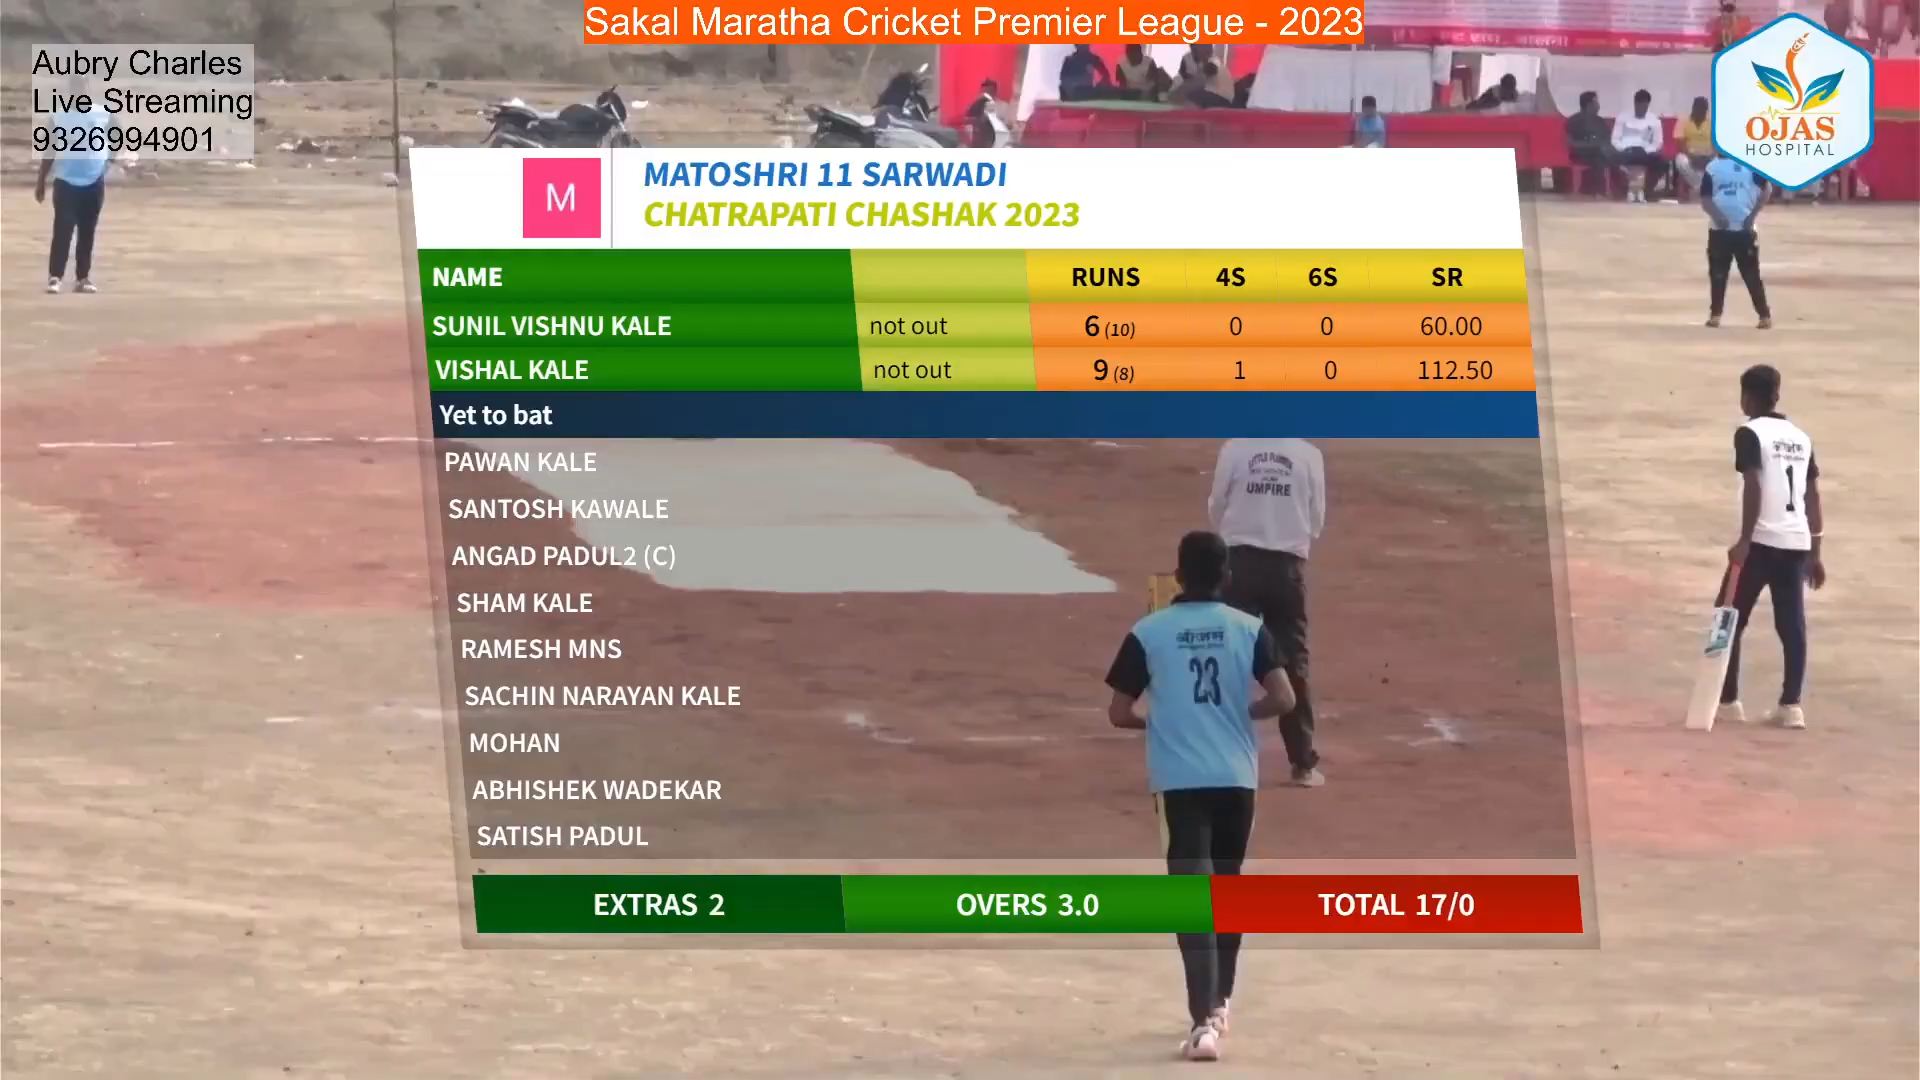 Sakal Maratha Cricket Premier League - 2023
Aubry Charles
Live Streaming
9326994901
OJAS
HOSPITAL
M
MATOSHRI 11 SARWADI
CHATRAPATI CHASHAK 2023
NAME RUNS 4S 6S SR
SUNIL VISHNU KALE not out 6 (10) 0 0 60.00
VISHAL KALE not out 9 (8) 1 0 112.50
Yet to bat
PAWAN KALE
SANTOSH KAWALE
ANGAD PADUL2 (C)
SHAM KALE
RAMESH MNS
SACHIN NARAYAN KALE
MOHAN
ABHISHEK WADEKAR
SATISH PADUL
EXTRAS 2 OVERS 3.0 TOTAL 17/0
UMPIRE
23
1